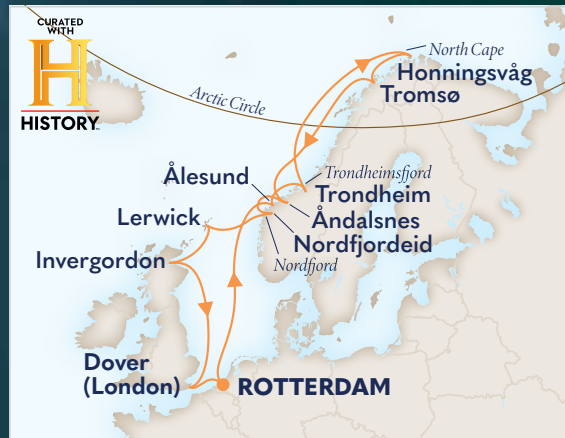 CURATED
WITH
H
HISTORY
North Cape
Honningsvåg
Tromsø
Arctic Circle
Ålesund
Trondheimsfjord
Trondheim
Lerwick
Åndalsnes
Nordfjordeid
Invergordon
Nordfjord
Dover
(London)
ROTTERDAM